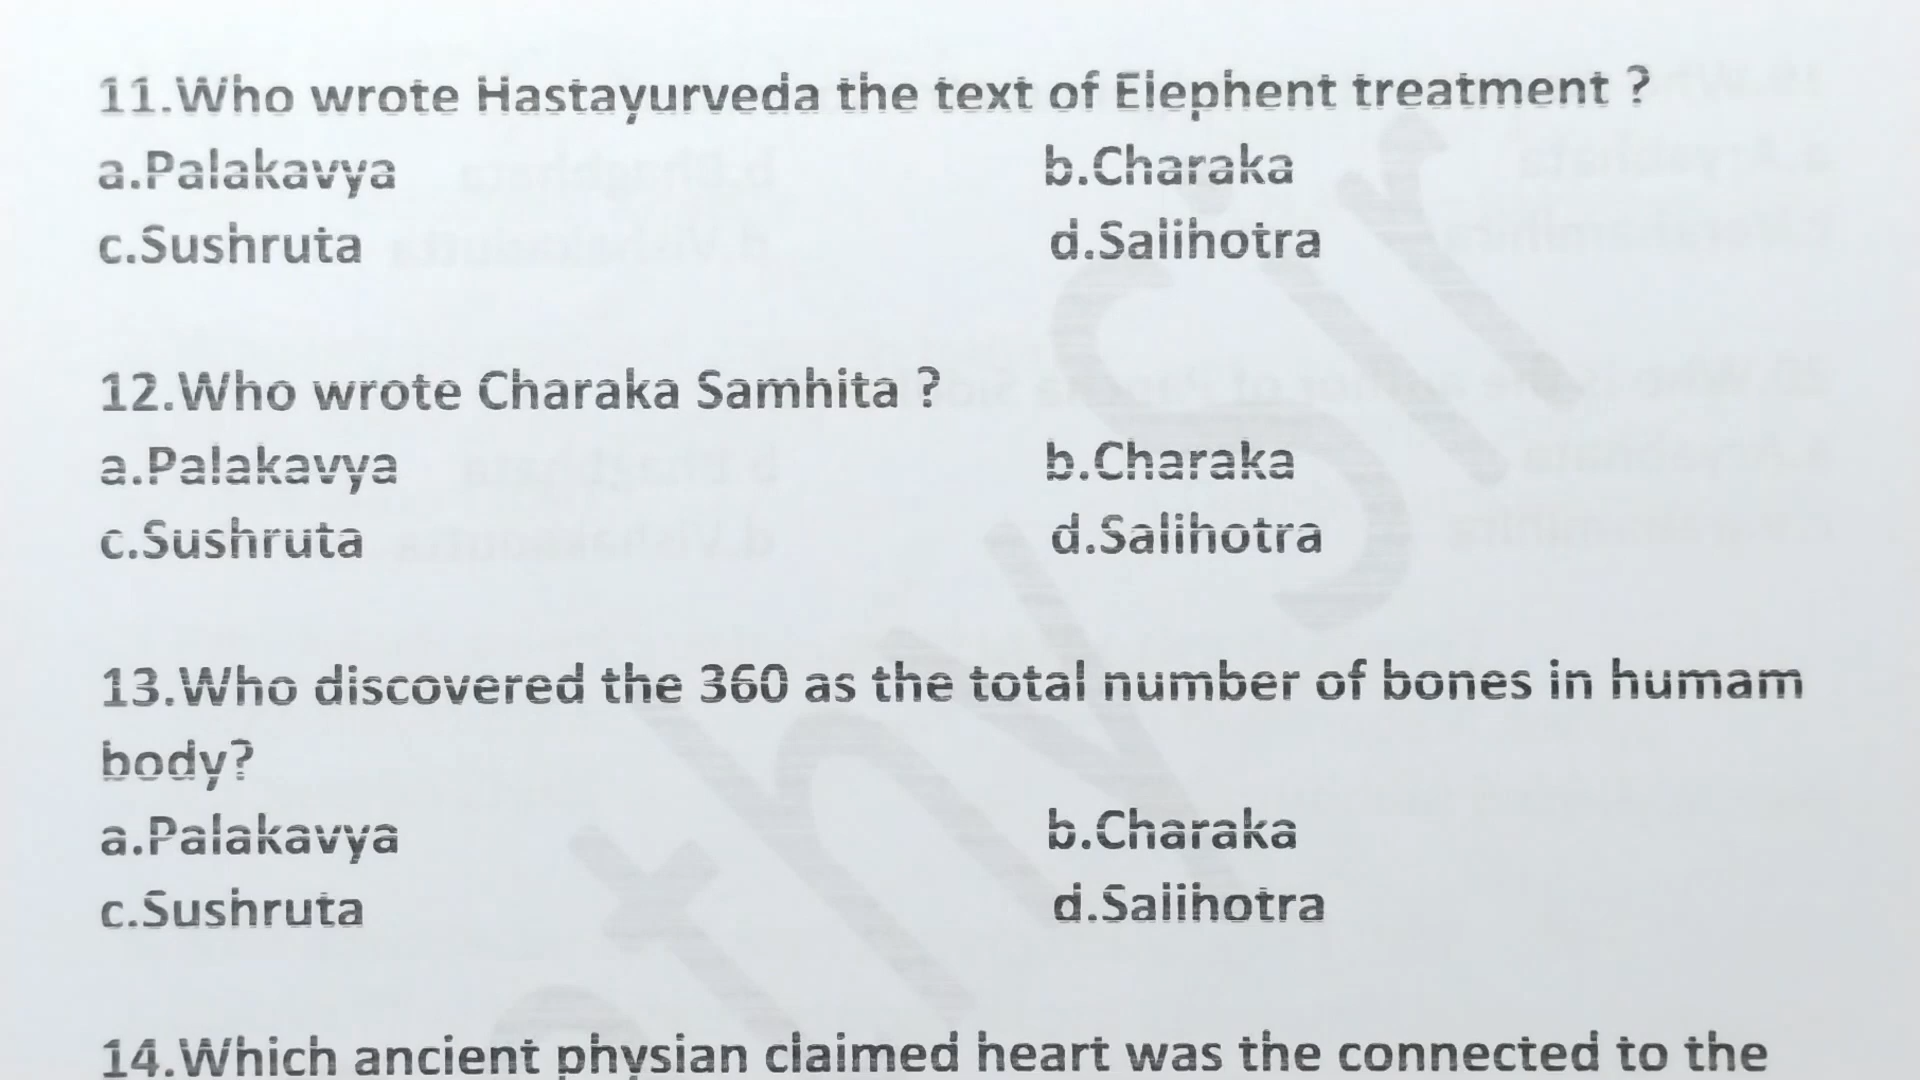 11.Who wrote Hastayurveda the text of Elephent treatment ?
a.Palakavya b.Charaka
c.Sushruta d.Salihotra
12.Who wrote Charaka Samhita ?
a.Palakavya b.Charaka
c.Sushruta d.Salihotra
13.Who discovered the 360 as the total number of bones in humam
body?
a.Palakavya b.Charaka
c.Sushruta d.Salihotra
14.Which ancient physian claimed heart was the connected to the